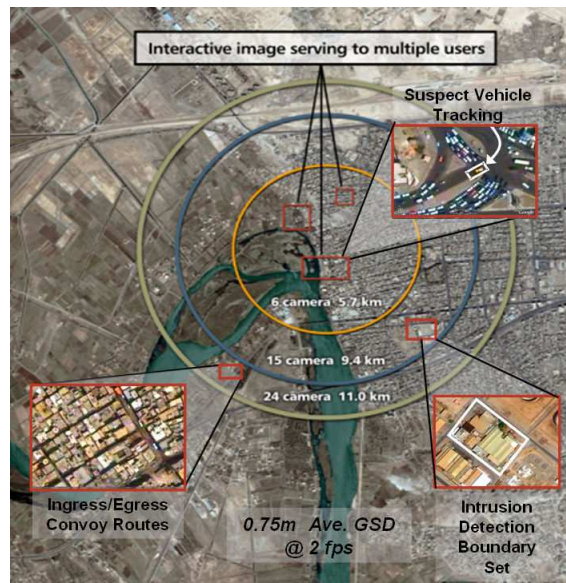 Interactive image serving to multiple users
Suspect Vehicle
Tracking
Google
6 camera 5.7 km
15 camera 9.4 km
24 camera 11.0 km
Ingress/Egress
Convoy Routes
0.75m Ave. GSD
@ 2 fps
Intrusion
Detection
Boundary
Set